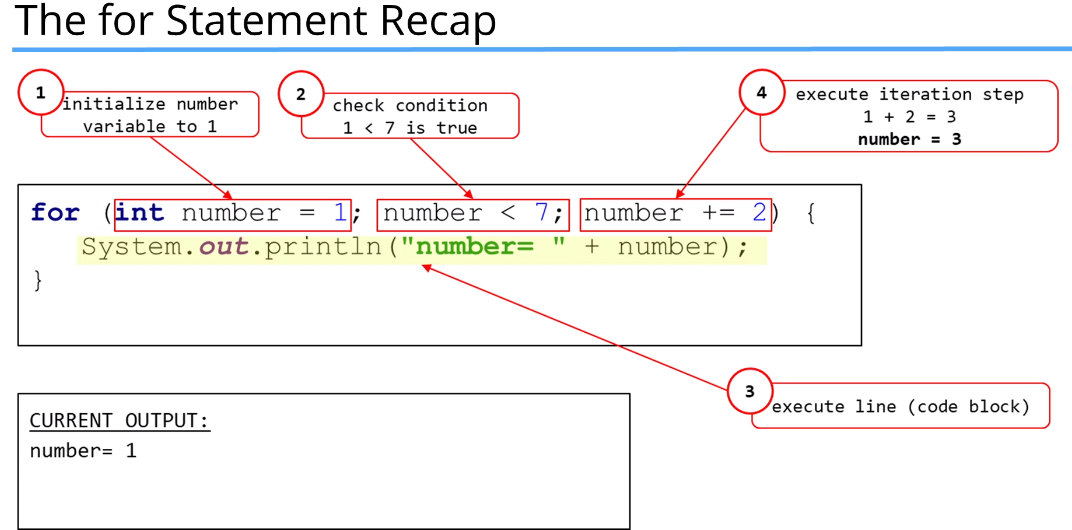 The for Statement Recap
1
initialize number
variable to 1
2
check condition
1 < 7 is true
4
execute iteration step
1 + 2 = 3
number = 3
for (int number = 1; number < 7; number += 2) {
System.out.println("number= " + number);
}
3
execute line (code block)
CURRENT OUTPUT:
number= 1